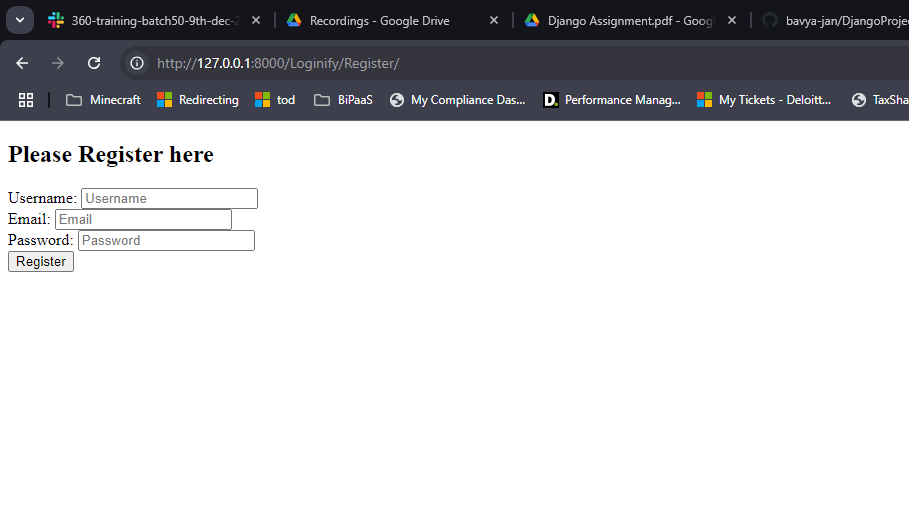 360-training-batch50-9th-dec-2
Recordings - Google Drive
Django Assignment.pdf - Goog
bavya-jan/DjangoProje
http://127.0.0.1:8000/Loginify/Register/
Minecraft
Redirecting
tod
BiPaaS
My Compliance Das...
D.
Performance Manag...
My Tickets - Deloitt...
TaxSha
Please Register here
Username: Username
Email: Email
Password: Password
Register